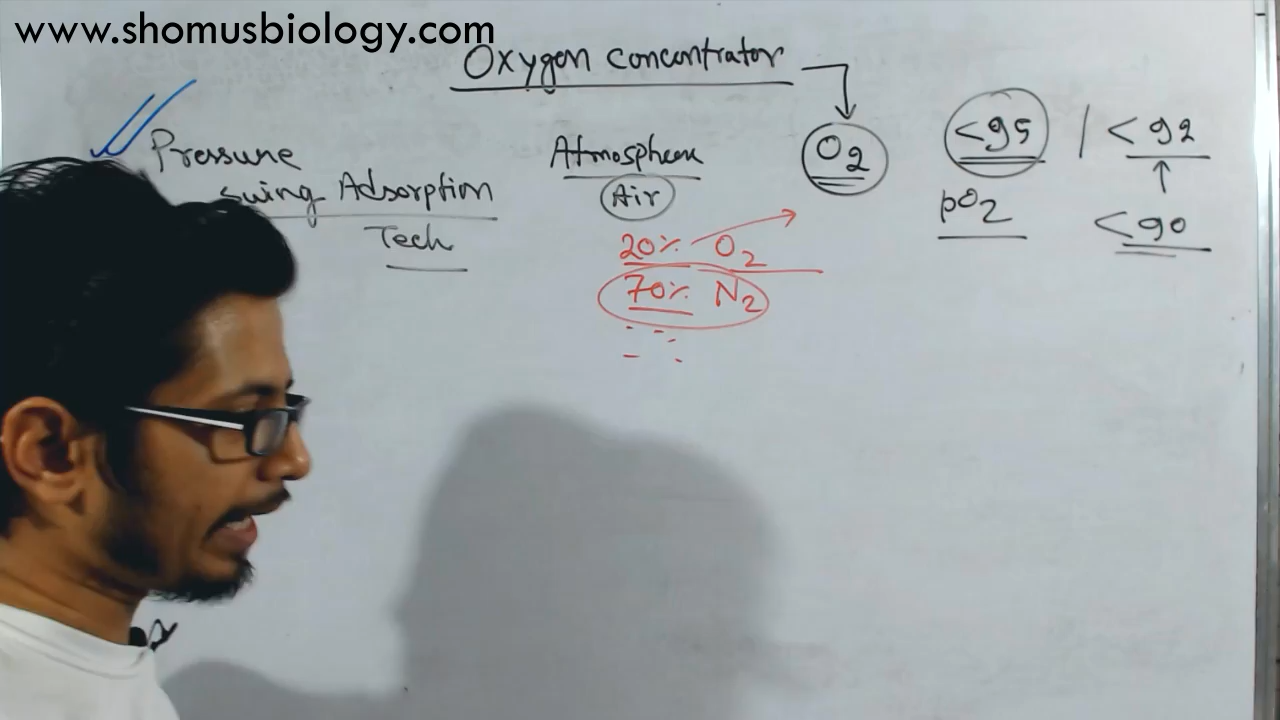 www.shomusbiology.com
Oxygen concentrator
Pressure
Swing Adsorption
Tech
Atmospheric
Air
20% O2
70% N2
O2
<95 / <92
pO2
<90